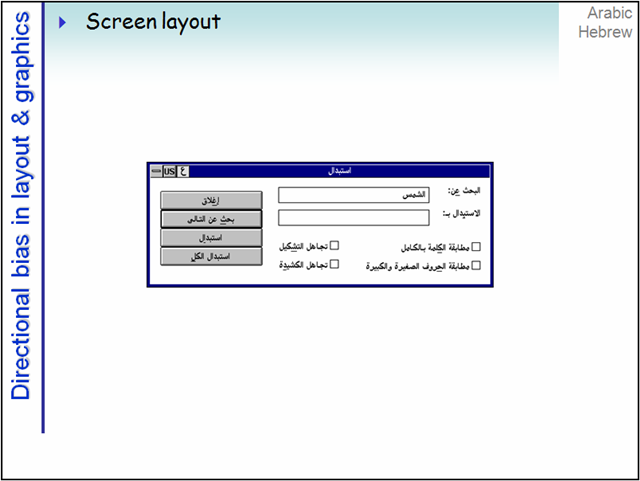 Directional bias in layout & graphics
Screen layout
Arabic
Hebrew
استبدال
US
ع
البحث عن:
الشمس
الاستبدال بـ:
مطابقة الكلمة بالكامل
تجاهل التشكيل
مطابقة الحروف الصغيرة والكبيرة
تجاهل الكشيدة
إغلاق
بحث عن التالى
استبدال
استبدال الكل